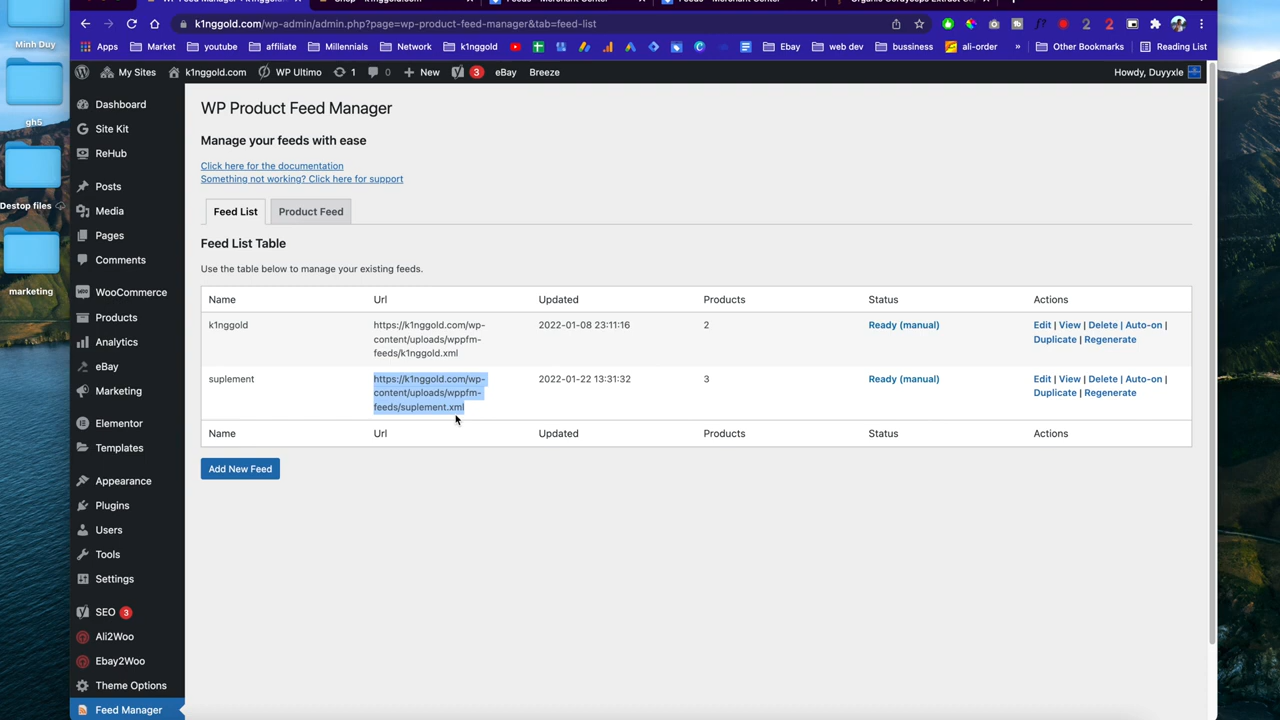 Minh Duy
gh5
Destop files
marketing
k1nggold.com/wp-admin/admin.php?page=wp-product-feed-manager&tab=feed-list
Apps Market youtube affiliate Millennials Network k1nggold Ebay web dev bussiness ali-order » Other Bookmarks Reading List
My Sites k1nggold.com WP Ultimo 1 0 New 3 eBay Breeze Howdy, Duyyxle
Dashboard
Site Kit
ReHub
Posts
Media
Pages
Comments
WooCommerce
Products
Analytics
eBay
Marketing
Elementor
Templates
Appearance
Plugins
Users
Tools
Settings
SEO 3
Ali2Woo
Ebay2Woo
Theme Options
Feed Manager
WP Product Feed Manager
Manage your feeds with ease
Click here for the documentation
Something not working? Click here for support
Feed List Product Feed
Feed List Table
Use the table below to manage your existing feeds.
Name Url Updated Products Status Actions
k1nggold https://k1nggold.com/wp- 2022-01-08 23:11:16 2 Ready (manual) Edit | View | Delete | Auto-on |
content/uploads/wppfm- Duplicate | Regenerate
feeds/k1nggold.xml
suplement https://k1nggold.com/wp- 2022-01-22 13:31:32 3 Ready (manual) Edit | View | Delete | Auto-on |
content/uploads/wppfm- Duplicate | Regenerate
feeds/suplement.xml
Name Url Updated Products Status Actions
Add New Feed